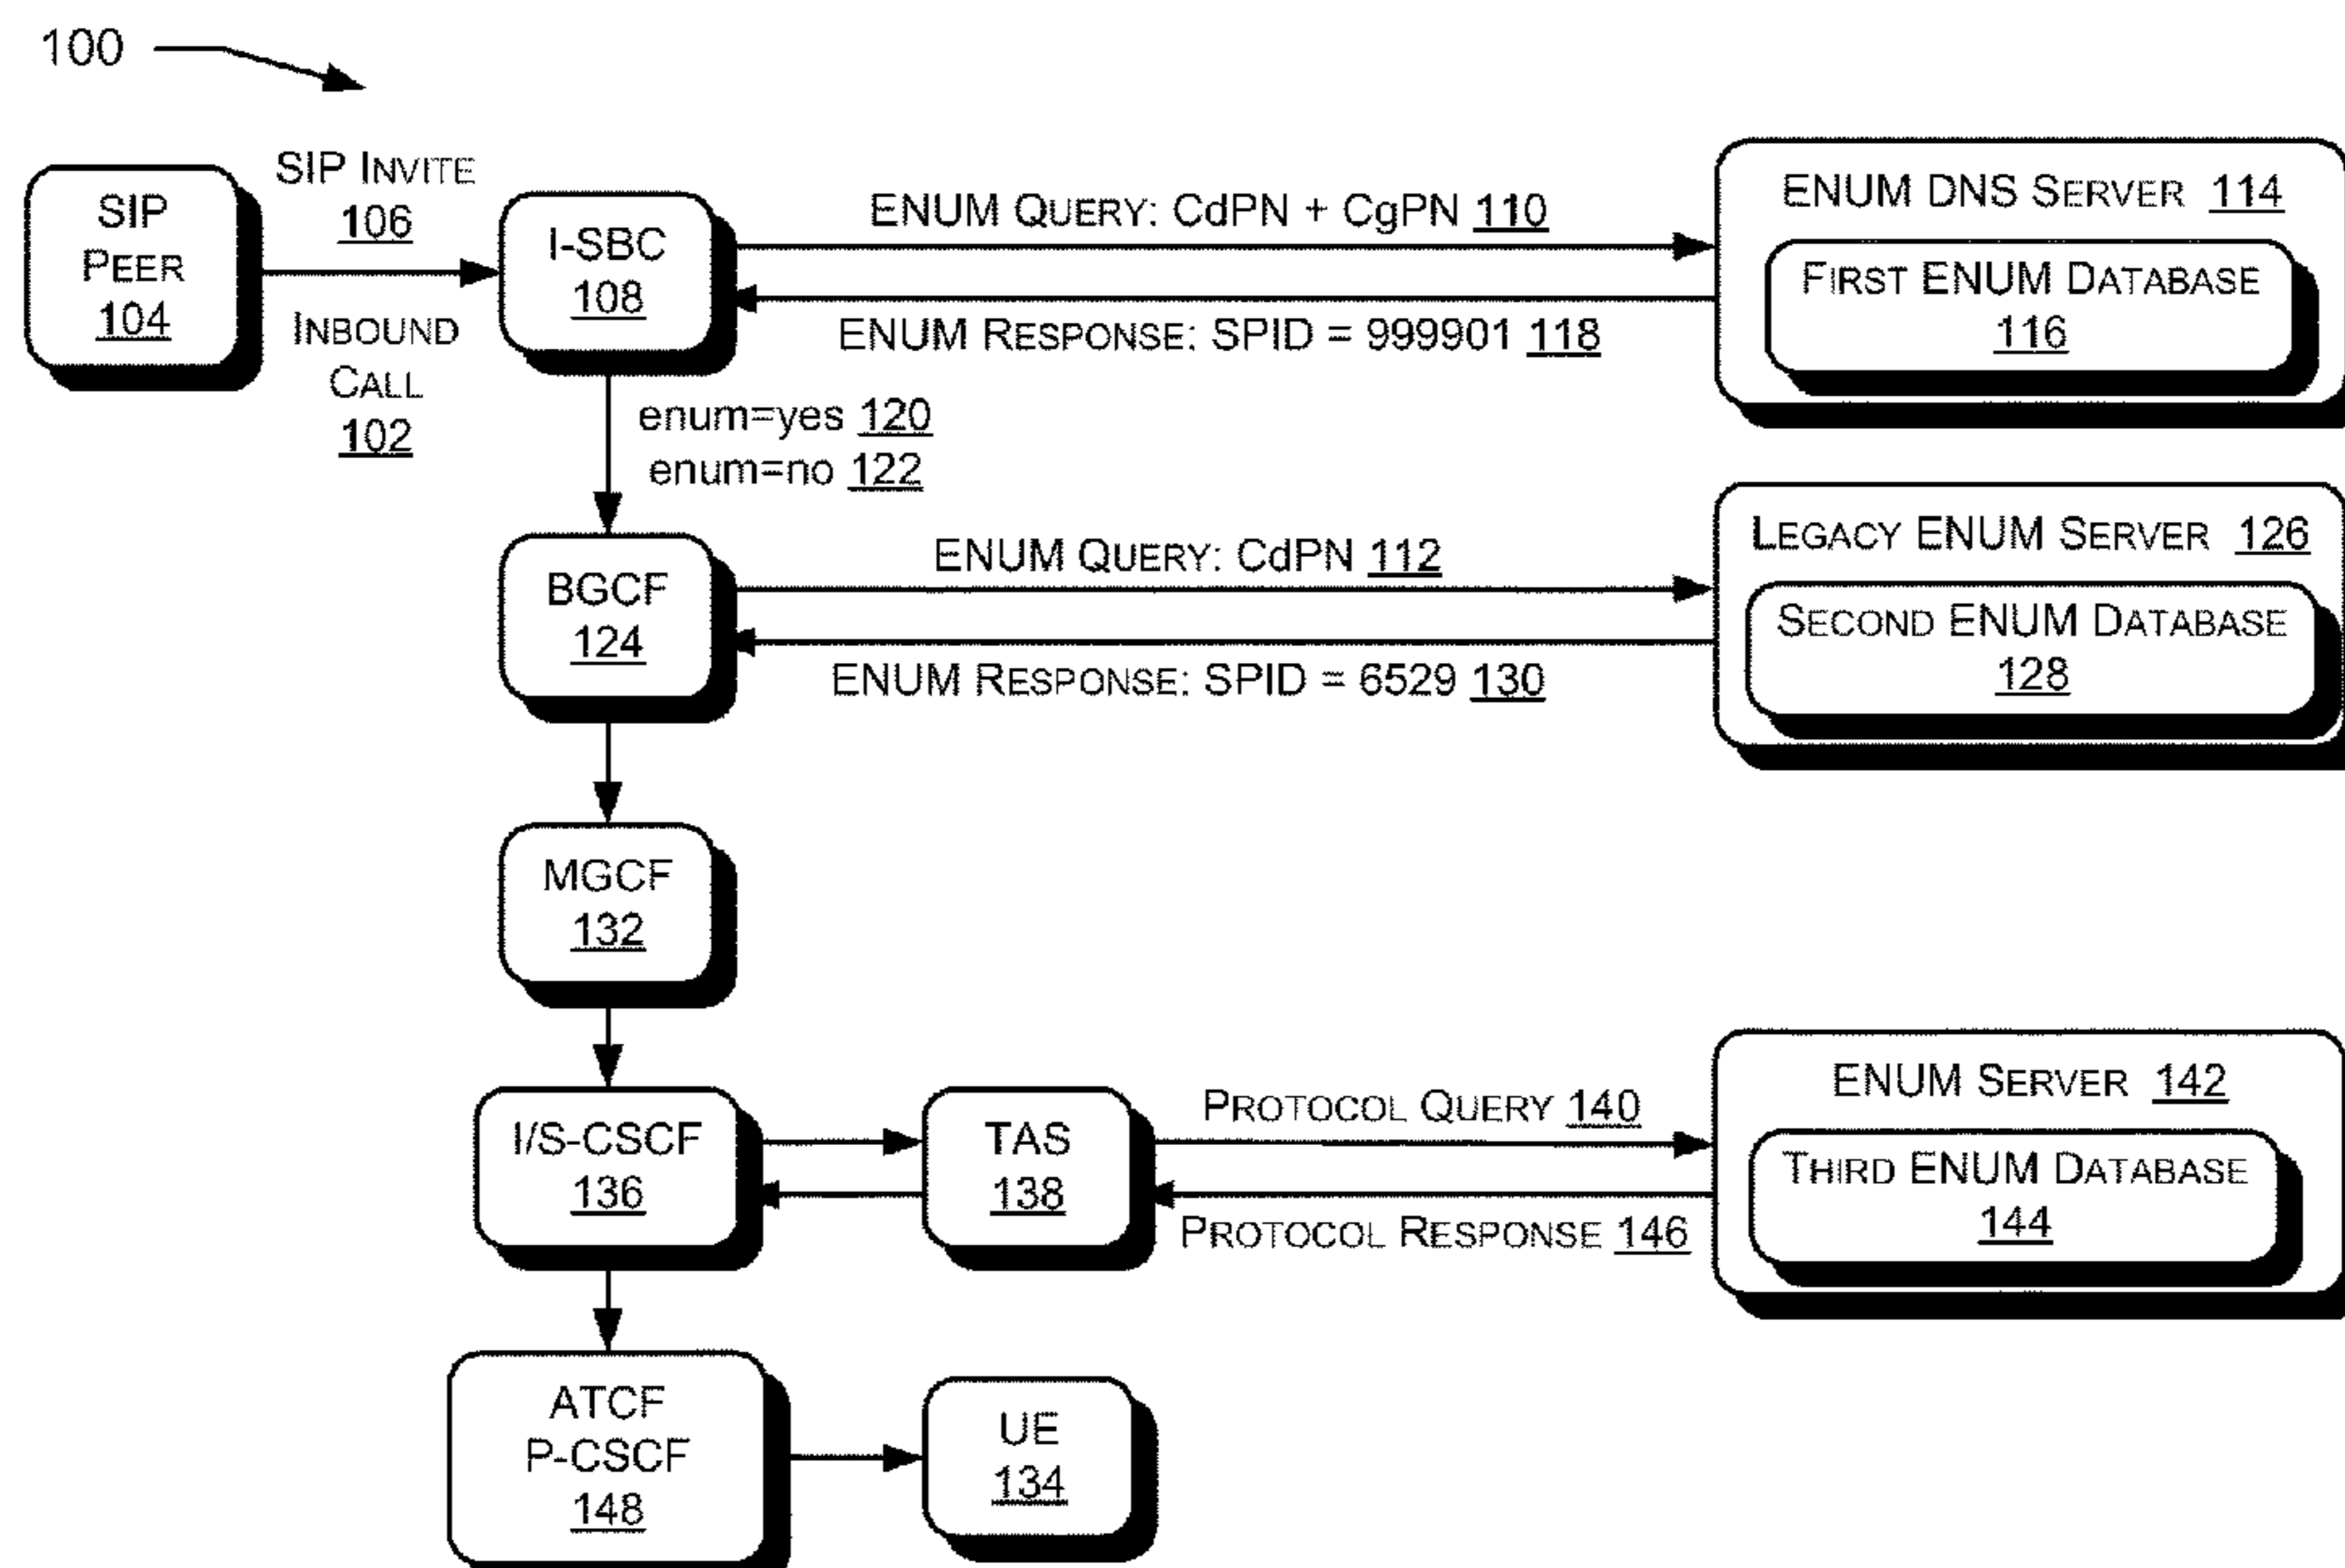 100
SIP
PEER
104
SIP INVITE
106
INBOUND
CALL
102
I-SBC
108
ENUM QUERY: CdPN + CgPN 110
ENUM RESPONSE: SPID = 999901 118
ENUM DNS SERVER 114
FIRST ENUM DATABASE
116
enum=yes 120
enum=no 122
BGCF
124
ENUM QUERY: CdPN 112
ENUM RESPONSE: SPID = 6529 130
LEGACY ENUM SERVER 126
SECOND ENUM DATABASE
128
MGCF
132
I/S-CSCF
136
TAS
138
PROTOCOL QUERY 140
PROTOCOL RESPONSE 146
ENUM SERVER 142
THIRD ENUM DATABASE
144
ATCF
P-CSCF
148
UE
134